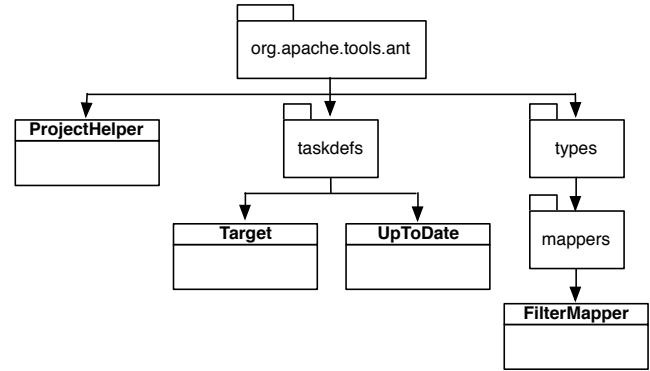 org.apache.tools.ant
ProjectHelper
taskdefs
types
Target
UpToDate
mappers
FilterMapper